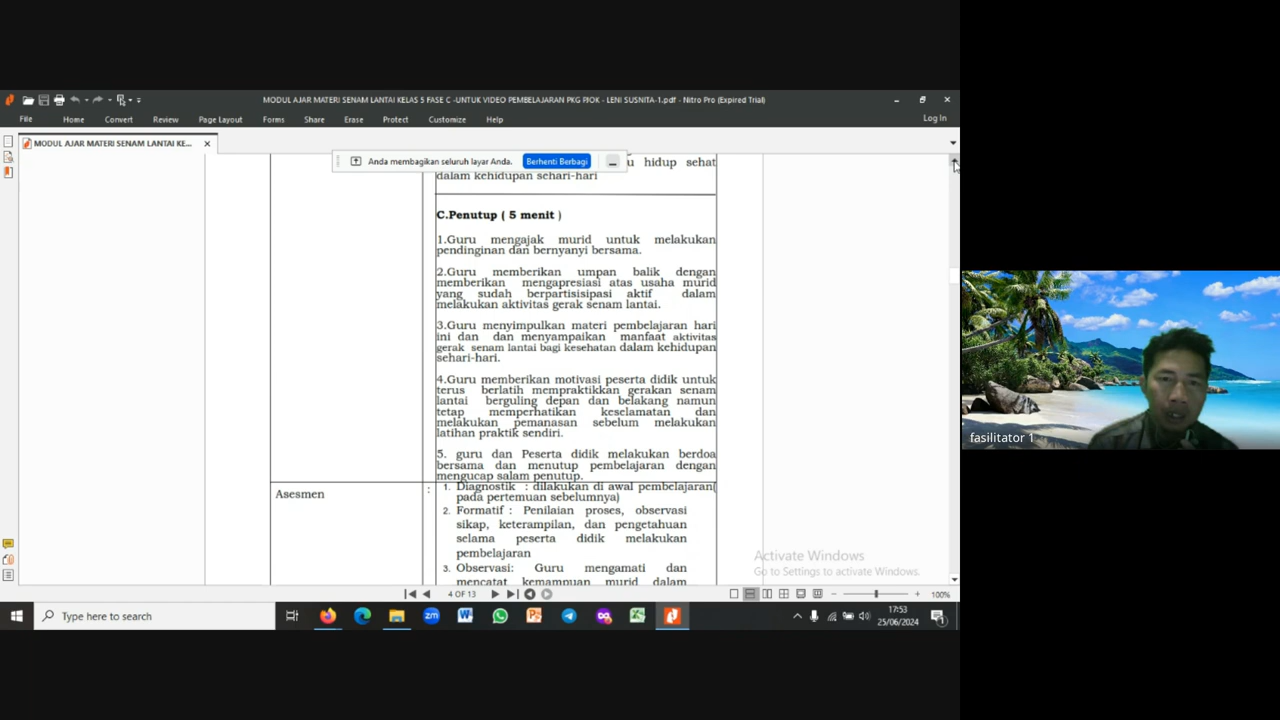 MODUL AJAR MATERI SENAM LANTAI KELAS 5 FASE C -UNTUK VIDEO PEMBELAJARAN PKG PJOK - LENI SUSNITA-1.pdf - Nitro Pro (Expired Trial)
File Home Convert Review Page Layout Forms Share Erase Protect Customize Help Log In
MODUL AJAR MATERI SENAM LANTAI KE...
Anda membagikan seluruh layar Anda. Berhenti Berbagi
hidup sehat
dalam kehidupan sehari-hari
C.Penutup ( 5 menit )
1.Guru mengajak murid untuk melakukan
pendinginan dan bernyanyi bersama.
2.Guru memberikan umpan balik dengan
memberikan mengapresiasi atas usaha murid
yang sudah berpartisisipasi aktif dalam
melakukan aktivitas gerak senam lantai.
3.Guru menyimpulkan materi pembelajaran hari
ini dan dan menyampaikan manfaat aktivitas
gerak senam lantai bagi kesehatan dalam kehidupan
sehari-hari.
4.Guru memberikan motivasi peserta didik untuk
terus berlatih mempraktikkan gerakan senam
lantai berguling depan dan belakang namun
tetap memperhatikan keselamatan dan
melakukan pemanasan sebelum melakukan
latihan praktik sendiri.
5. guru dan Peserta didik melakukan berdoa
bersama dan menutup pembelajaran dengan
mengucap salam penutup.
Asesmen :
1. Diagnostik : dilakukan di awal pembelajaran(
pada pertemuan sebelumnya)
2. Formatif : Penilaian proses, observasi
sikap, keterampilan, dan pengetahuan
selama peserta didik melakukan
pembelajaran
3. Observasi: Guru mengamati dan
mencatat kemampuan murid dalam
Activate Windows
Go to Settings to activate Windows.
4 OF 13
100%
Type here to search
17:53
25/06/2024
fasilitator 1